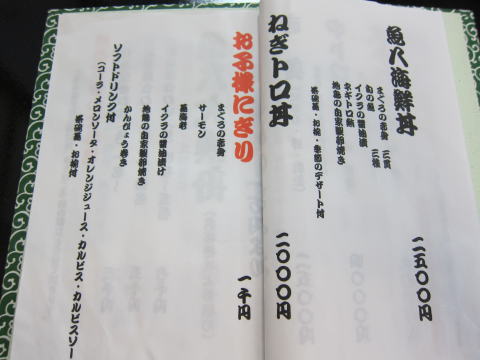 魚八海鮮丼 二五〇〇円
まぐろの赤身 三貫
旬の魚 三種
イクラの醤油漬
ネギトロ
地鶏の自家製卵焼き
茶碗蒸・お椀・季節のデザート付
ねぎトロ丼 二〇〇〇円
お子様にぎり 一千円
まぐろの赤身
サーモン
蒸海老
イクラの醤油漬け
地鶏の自家製卵焼き
かんぴょう巻き
ソフトドリンク付
(コーラ・メロンソーダ・オレンジジュース・カルピス・カルピスソー
茶碗蒸・お椀付